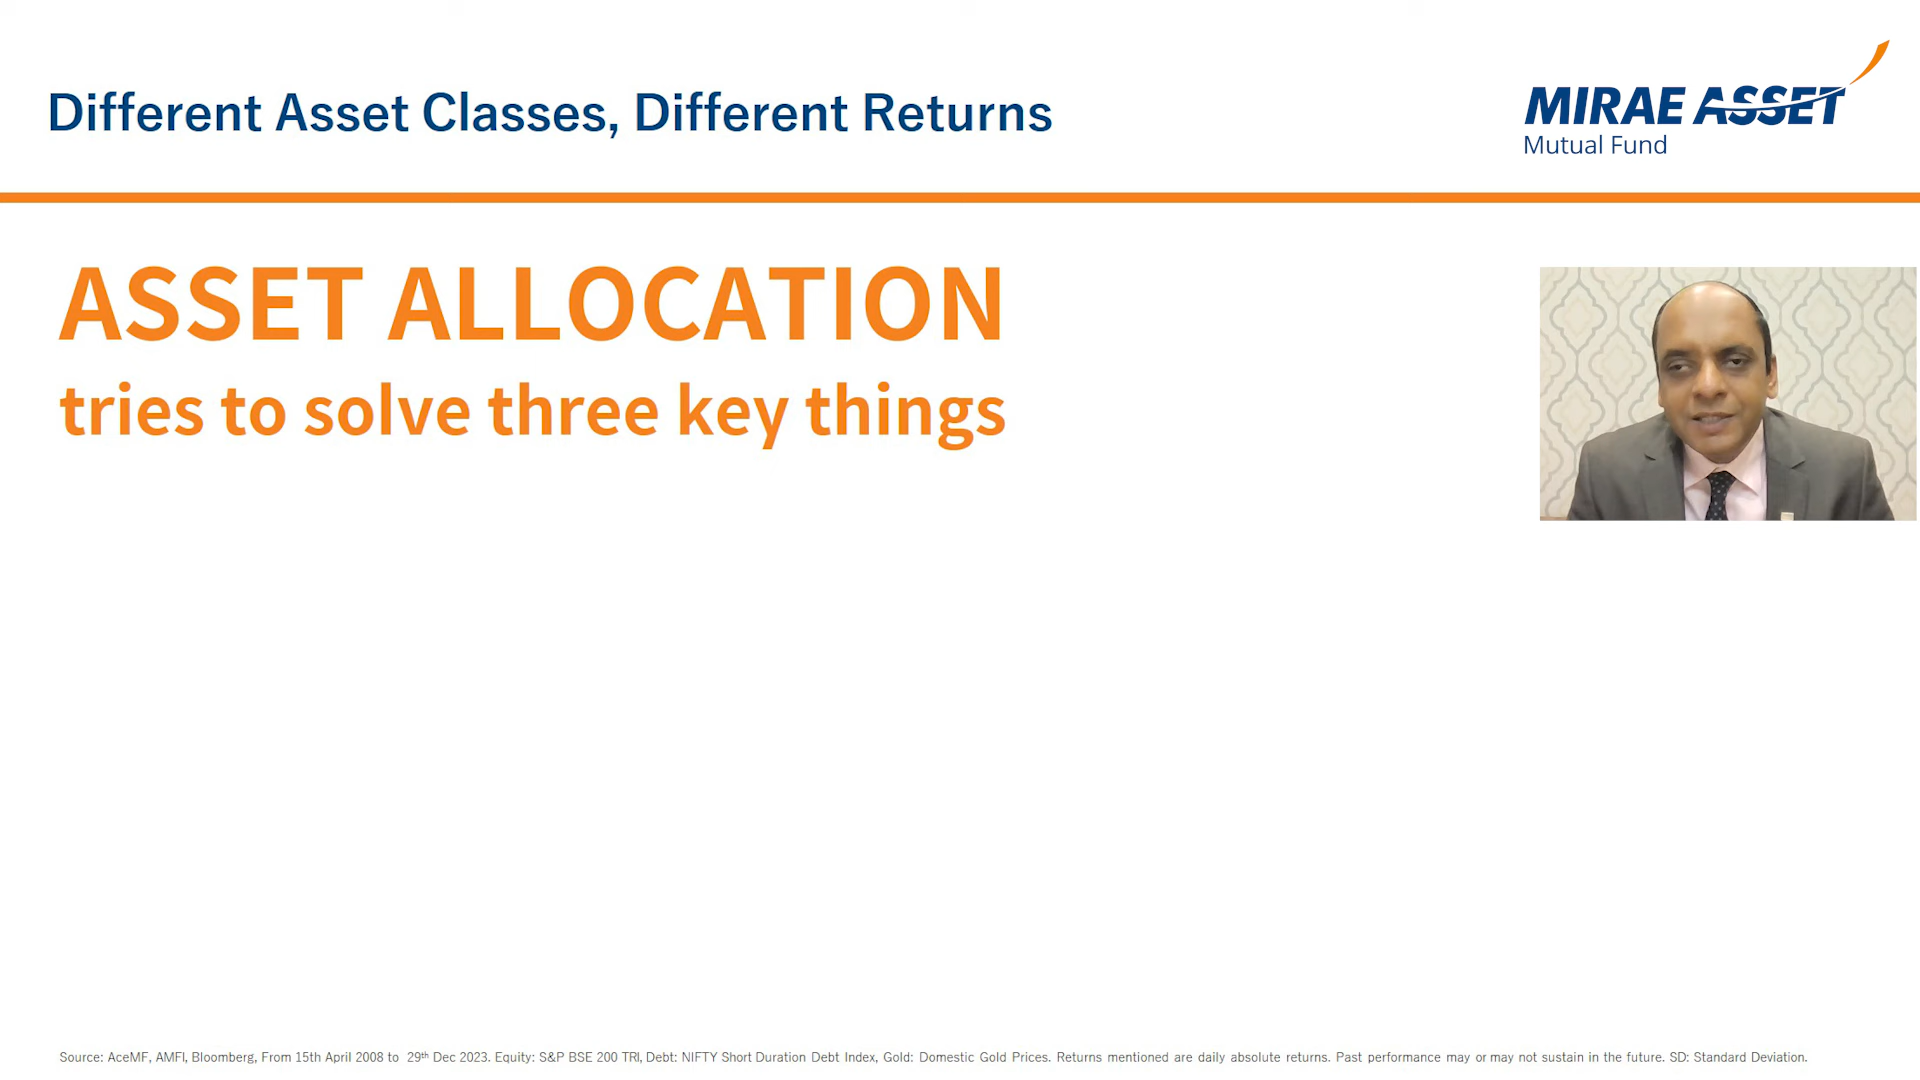 Different Asset Classes, Different Returns
MIRAE ASSET
Mutual Fund
ASSET ALLOCATION
tries to solve three key things
Source: AceMF, AMFI, Bloomberg, From 15th April 2008 to 29th Dec 2023. Equity: S&P BSE 200 TRI, Debt: NIFTY Short Duration Debt Index, Gold: Domestic Gold Prices. Returns mentioned are daily absolute returns. Past performance may or may not sustain in the future. SD: Standard Deviation.